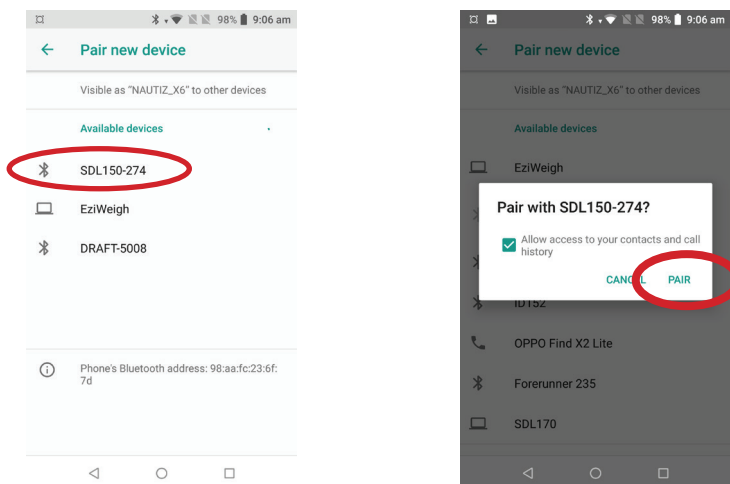 98% 9:06 am
Pair new device
Visible as “NAUTIZ_X6” to other devices
Available devices
SDL150-274
EziWeigh
DRAFT-5008
Phone's Bluetooth address: 98:aa:fc:23:6f:
7d
98% 9:06 am
Pair new device
Visible as “NAUTIZ_X6” to other devices
Available devices
EziWeigh
Pair with SDL150-274?
Allow access to your contacts and call
history
CANCEL PAIR
ID152
OPPO Find X2 Lite
Forerunner 235
SDL170